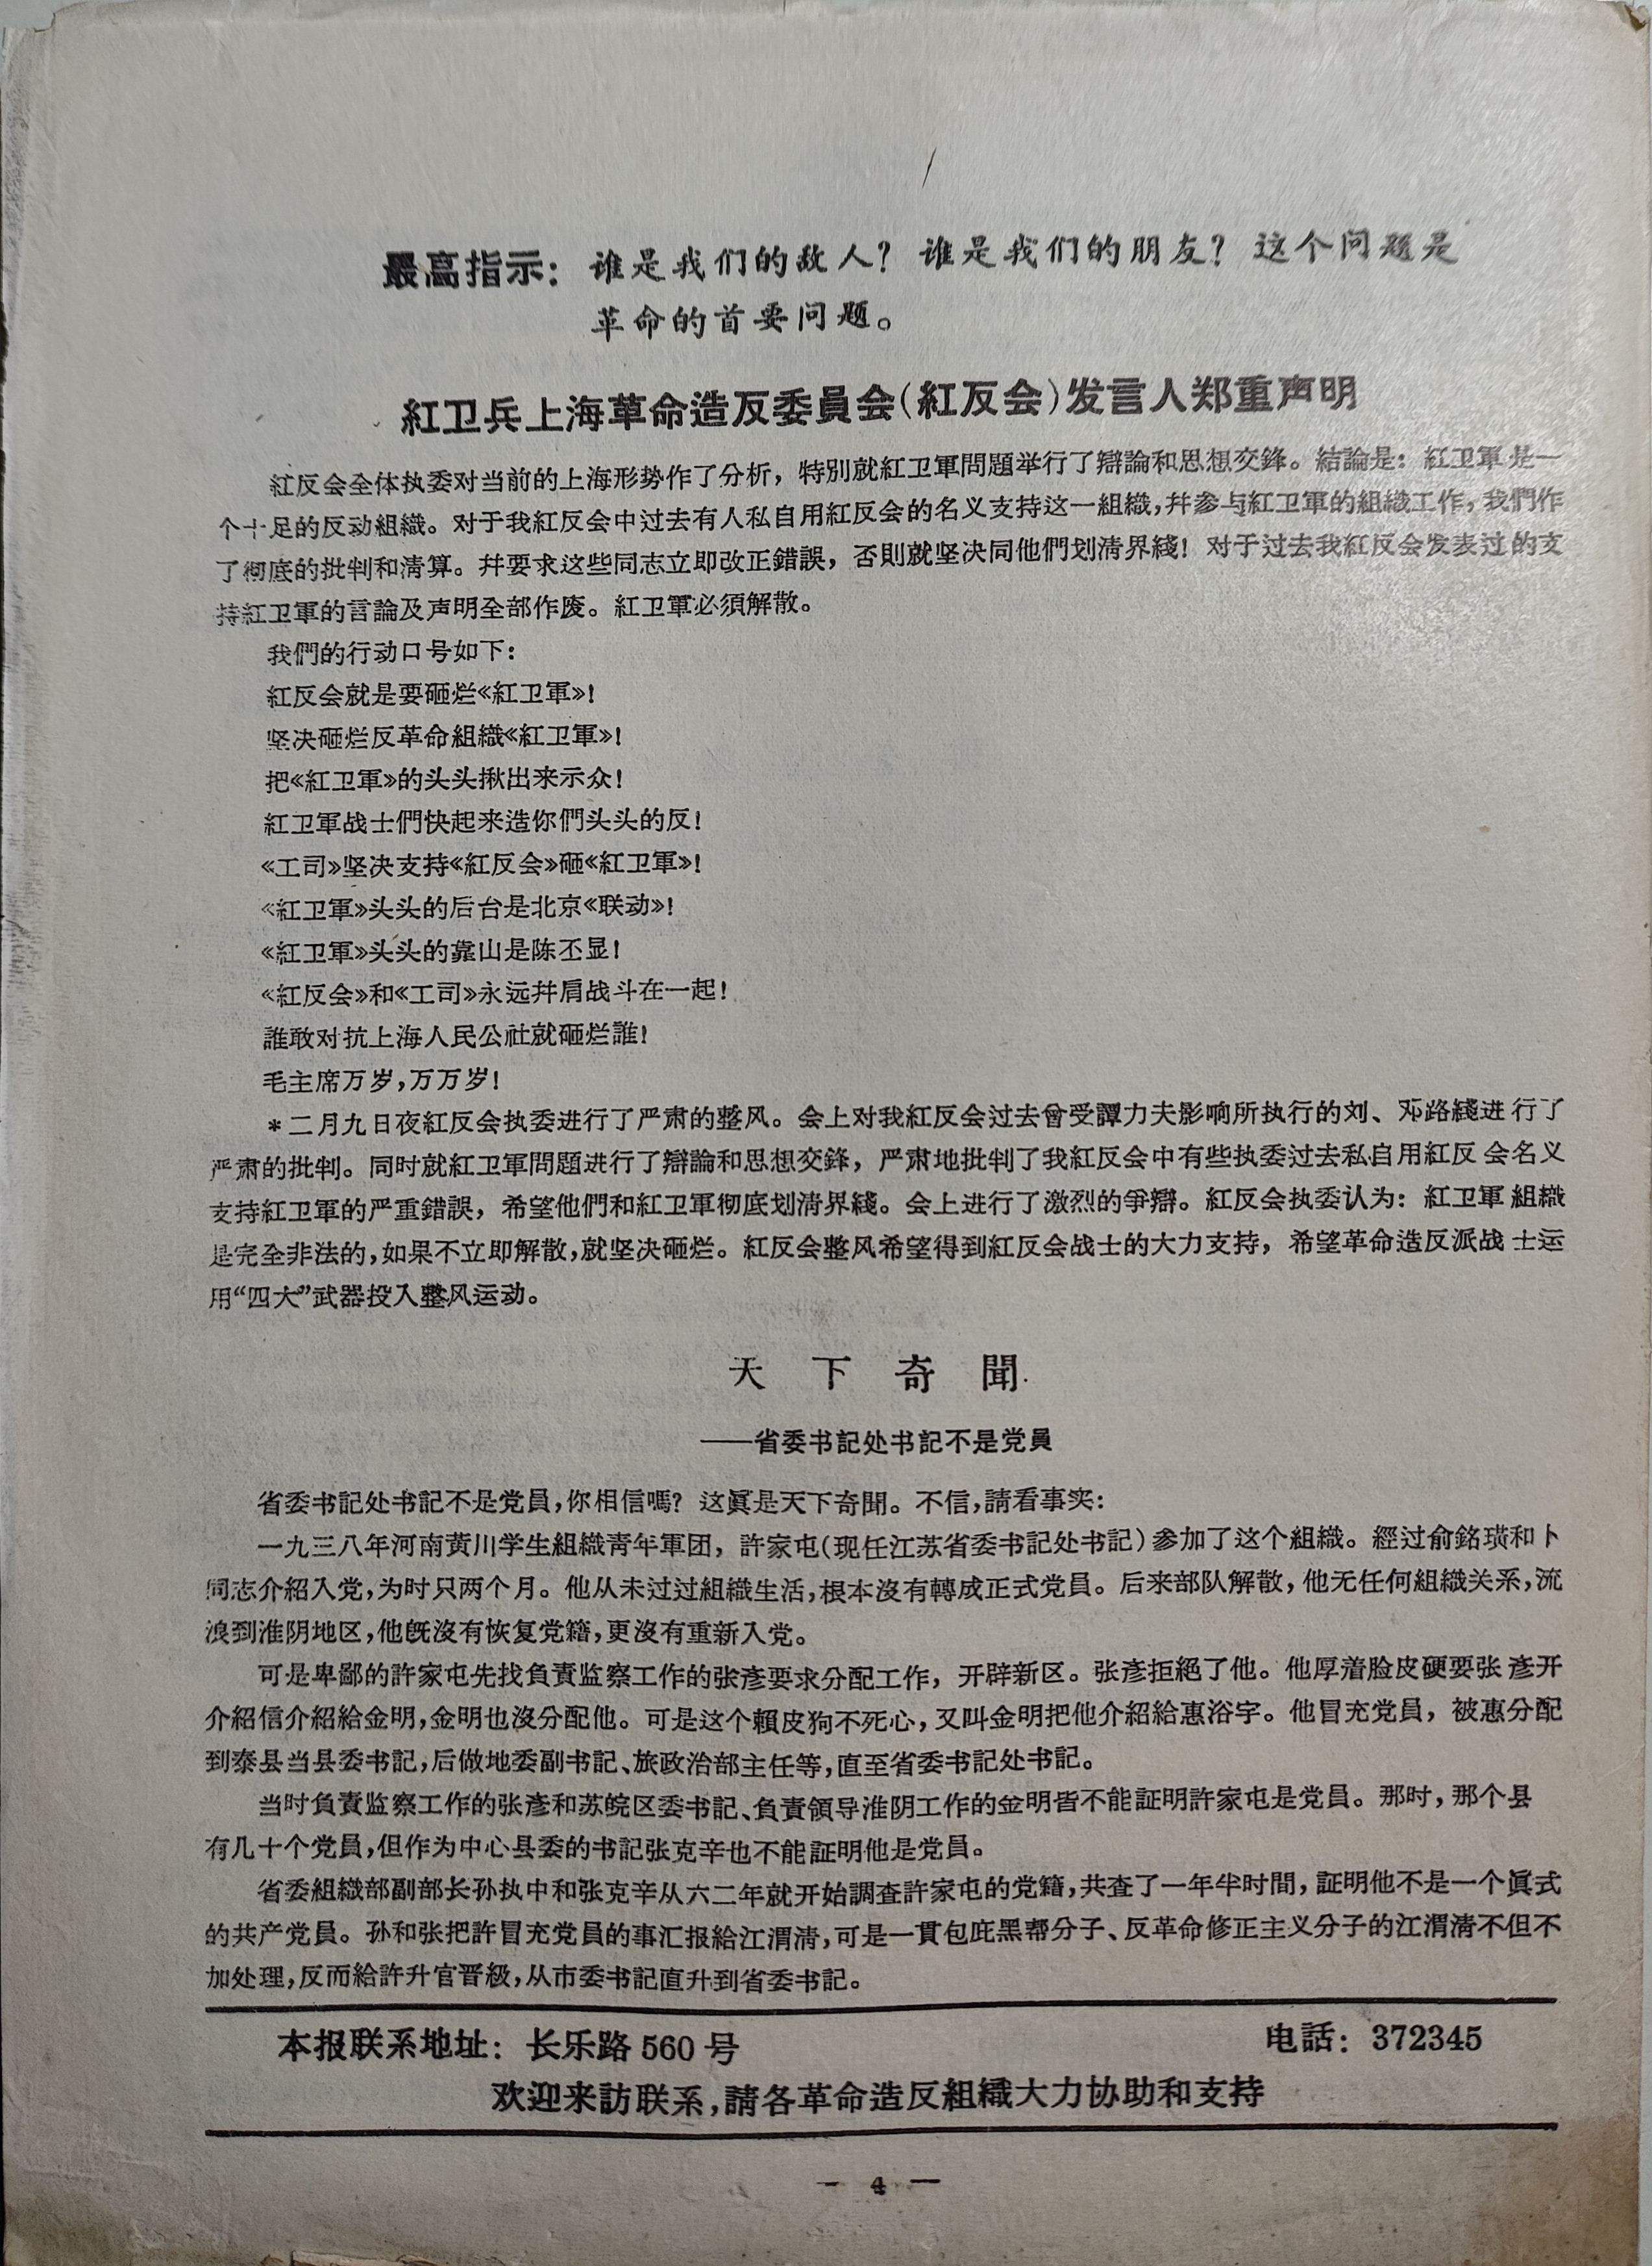 最高指示：谁是我们的敌人？谁是我们的朋友？这个问题是
革命的首要问题。
紅卫兵上海革命造反委員会（紅反会）发言人郑重声明
紅反会全体执委对当前的上海形势作了分析，特別就紅卫軍問題举行了辯論和思想交鋒。結論是：紅卫軍是一
个十足的反动組織。对于我紅反会中过去有人私自用紅反会的名义支持这一組織，幷参与紅卫軍的組織工作，我們作
了彻底的批判和清算。幷要求这些同志立即改正錯誤，否則就坚决同他們划清界綫！对于过去我紅反会发表过的支
持紅卫軍的言論及声明全部作废。紅卫軍必須解散。
我們的行动口号如下：
紅反会就是要砸烂《紅卫軍》！
坚决砸烂反革命組織《紅卫軍》！
把《紅卫軍》的头头揪出来示众！
紅卫軍战士們快起来造你們头头的反！
《工司》坚决支持《紅反会》砸《紅卫軍》！
《紅卫軍》头头的后台是北京《联动》！
《紅卫軍》头头的靠山是陈丕显！
《紅反会》和《工司》永远幷肩战斗在一起！
誰敢对抗上海人民公社就砸烂誰！
毛主席万岁，万万岁！
＊二月九日夜紅反会执委进行了严肃的整风。会上对我紅反会过去曾受譚力夫影响所执行的刘、邓路綫进行了
严肃的批判。同时就紅卫軍問題进行了辯論和思想交鋒，严肃地批判了我紅反会中有些执委过去私自用紅反会名义
支持紅卫軍的严重錯誤，希望他們和紅卫軍彻底划清界綫。会上进行了激烈的爭辯。紅反会执委认为：紅卫軍組織
是完全非法的，如果不立即解散，就坚决砸烂。紅反会整风希望得到紅反会战士的大力支持，希望革命造反派战士运
用“四大”武器投入整风运动。
天下奇聞
——省委书記处书記不是党員
省委书記处书記不是党員，你相信嗎？这眞是天下奇聞。不信，請看事实：
一九三八年河南黄川学生組織青年軍团，許家屯（现任江苏省委书記处书記）参加了这个組織。經过俞銘璜和卜
同志介紹入党，为时只两个月。他从未过过組織生活，根本沒有轉成正式党員。后来部队解散，他无任何組織关系，流
浪到淮阴地区，他旣沒有恢复党籍，更沒有重新入党。
可是卑鄙的許家屯先找負責监察工作的张彥要求分配工作，开辟新区。张彥拒絕了他。他厚着脸皮硬要张彥开
介紹信介紹給金明，金明也沒分配他。可是这个賴皮狗不死心，又叫金明把他介紹給惠浴宇。他冒充党員，被惠分配
到泰县当县委书記，后做地委副书記、旅政治部主任等，直至省委书記处书記。
当时負責监察工作的张彥和苏皖区委书記、負責領导淮阴工作的金明皆不能証明許家屯是党員。那时，那个县
有几十个党員，但作为中心县委的书記张克辛也不能証明他是党員。
省委組織部副部长孙执中和张克辛从六二年就开始調查許家屯的党籍，共查了一年半时間，証明他不是一个眞式
的共产党員。孙和张把許冒充党員的事汇报給江渭清，可是一貫包庇黑帮分子、反革命修正主义分子的江渭清不但不
加处理，反而給許升官晋級，从市委书記直升到省委书記。
本报联系地址：长乐路560号 电話：372345
欢迎来訪联系，請各革命造反組織大力协助和支持
— 4 —